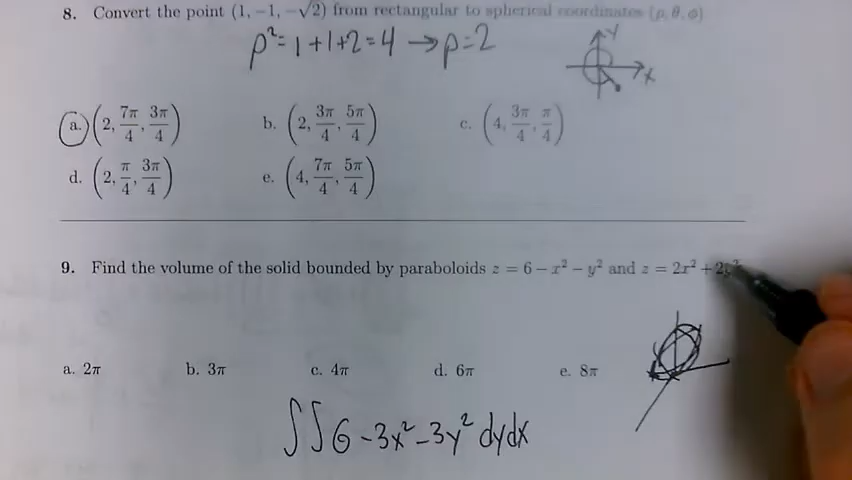 8. Convert the point (1, −1, −√2) from rectangular to spherical coordinates (ρ, θ, φ)
ρ² = 1 + 1 + 2 = 4 → ρ = 2
Y
X
a. (2, 7π/4, 3π/4) b. (2, 3π/4, 5π/4) c. (4, 3π/4, π/4)
d. (2, π/4, 3π/4) e. (4, 7π/4, 5π/4)
9. Find the volume of the solid bounded by paraboloids z = 6 − x² − y² and z = 2x² + 2y²
a. 2π b. 3π c. 4π d. 6π e. 8π
∫∫ 6 − 3x² − 3y² dydx